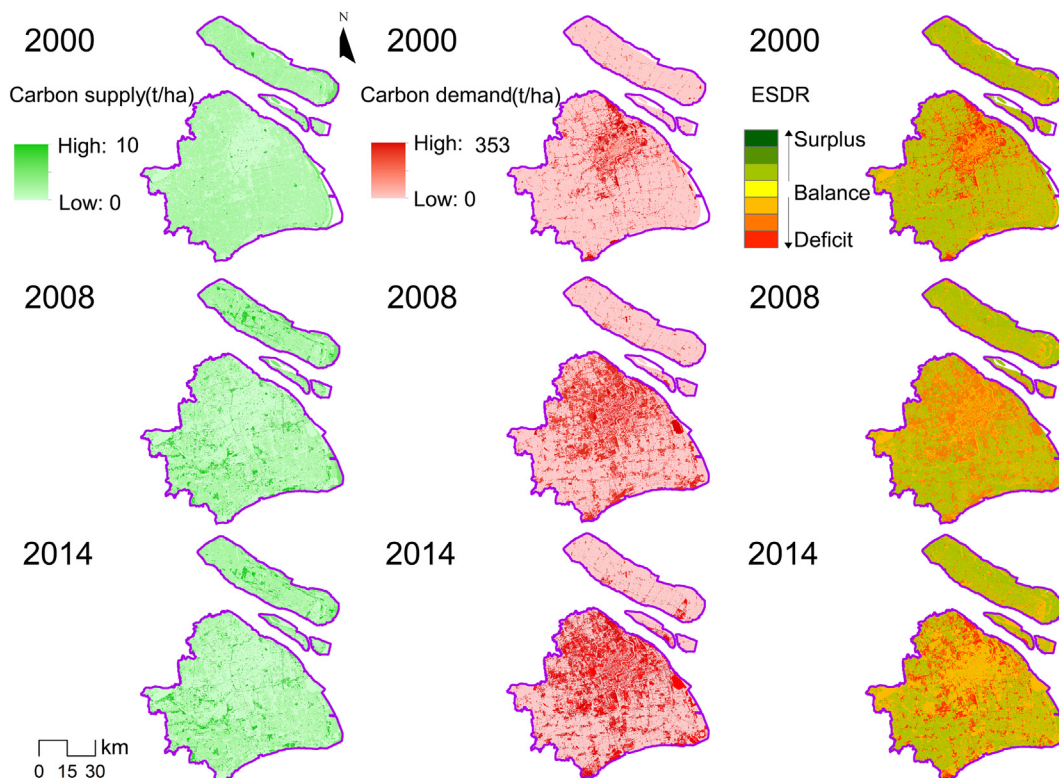 N
2000
2000
2000
Carbon supply(t/ha)
Carbon demand(t/ha)
ESDR
High: 10
High: 353
Surplus
Balance
Low: 0
Low: 0
Deficit
2008
2008
2008
2014
2014
2014
km
0 15 30